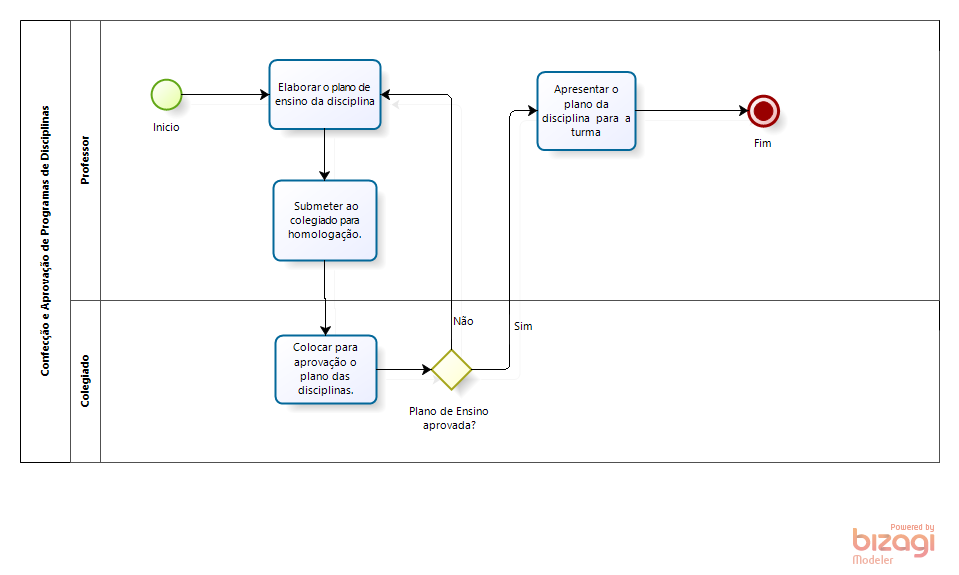 Confecção e Aprovação de Programas de Disciplinas
Professor
Inicio
Elaborar o plano de
ensino da disciplina
Submeter ao
colegiado para
homologação.
Apresentar o
plano da
disciplina para a
turma
Fim
Colegiado
Colocar para
aprovação o
plano das
disciplinas.
Não
Sim
Plano de Ensino
aprovada?
Powered by
bizagi
Modeler